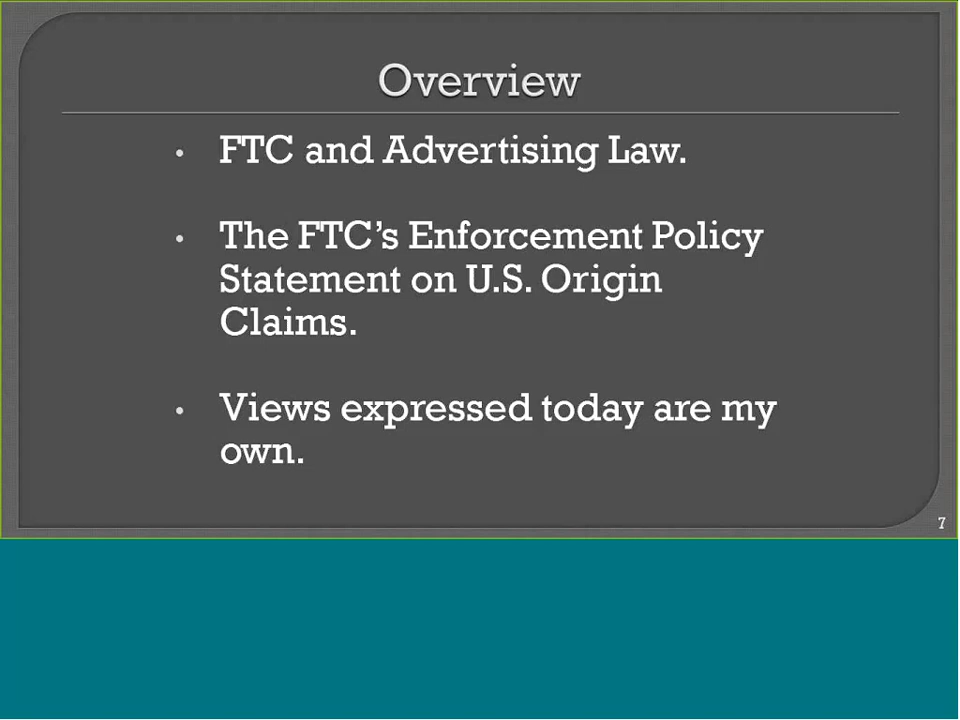 Overview
• FTC and Advertising Law.
• The FTC’s Enforcement Policy
Statement on U.S. Origin
Claims.
• Views expressed today are my
own.
7